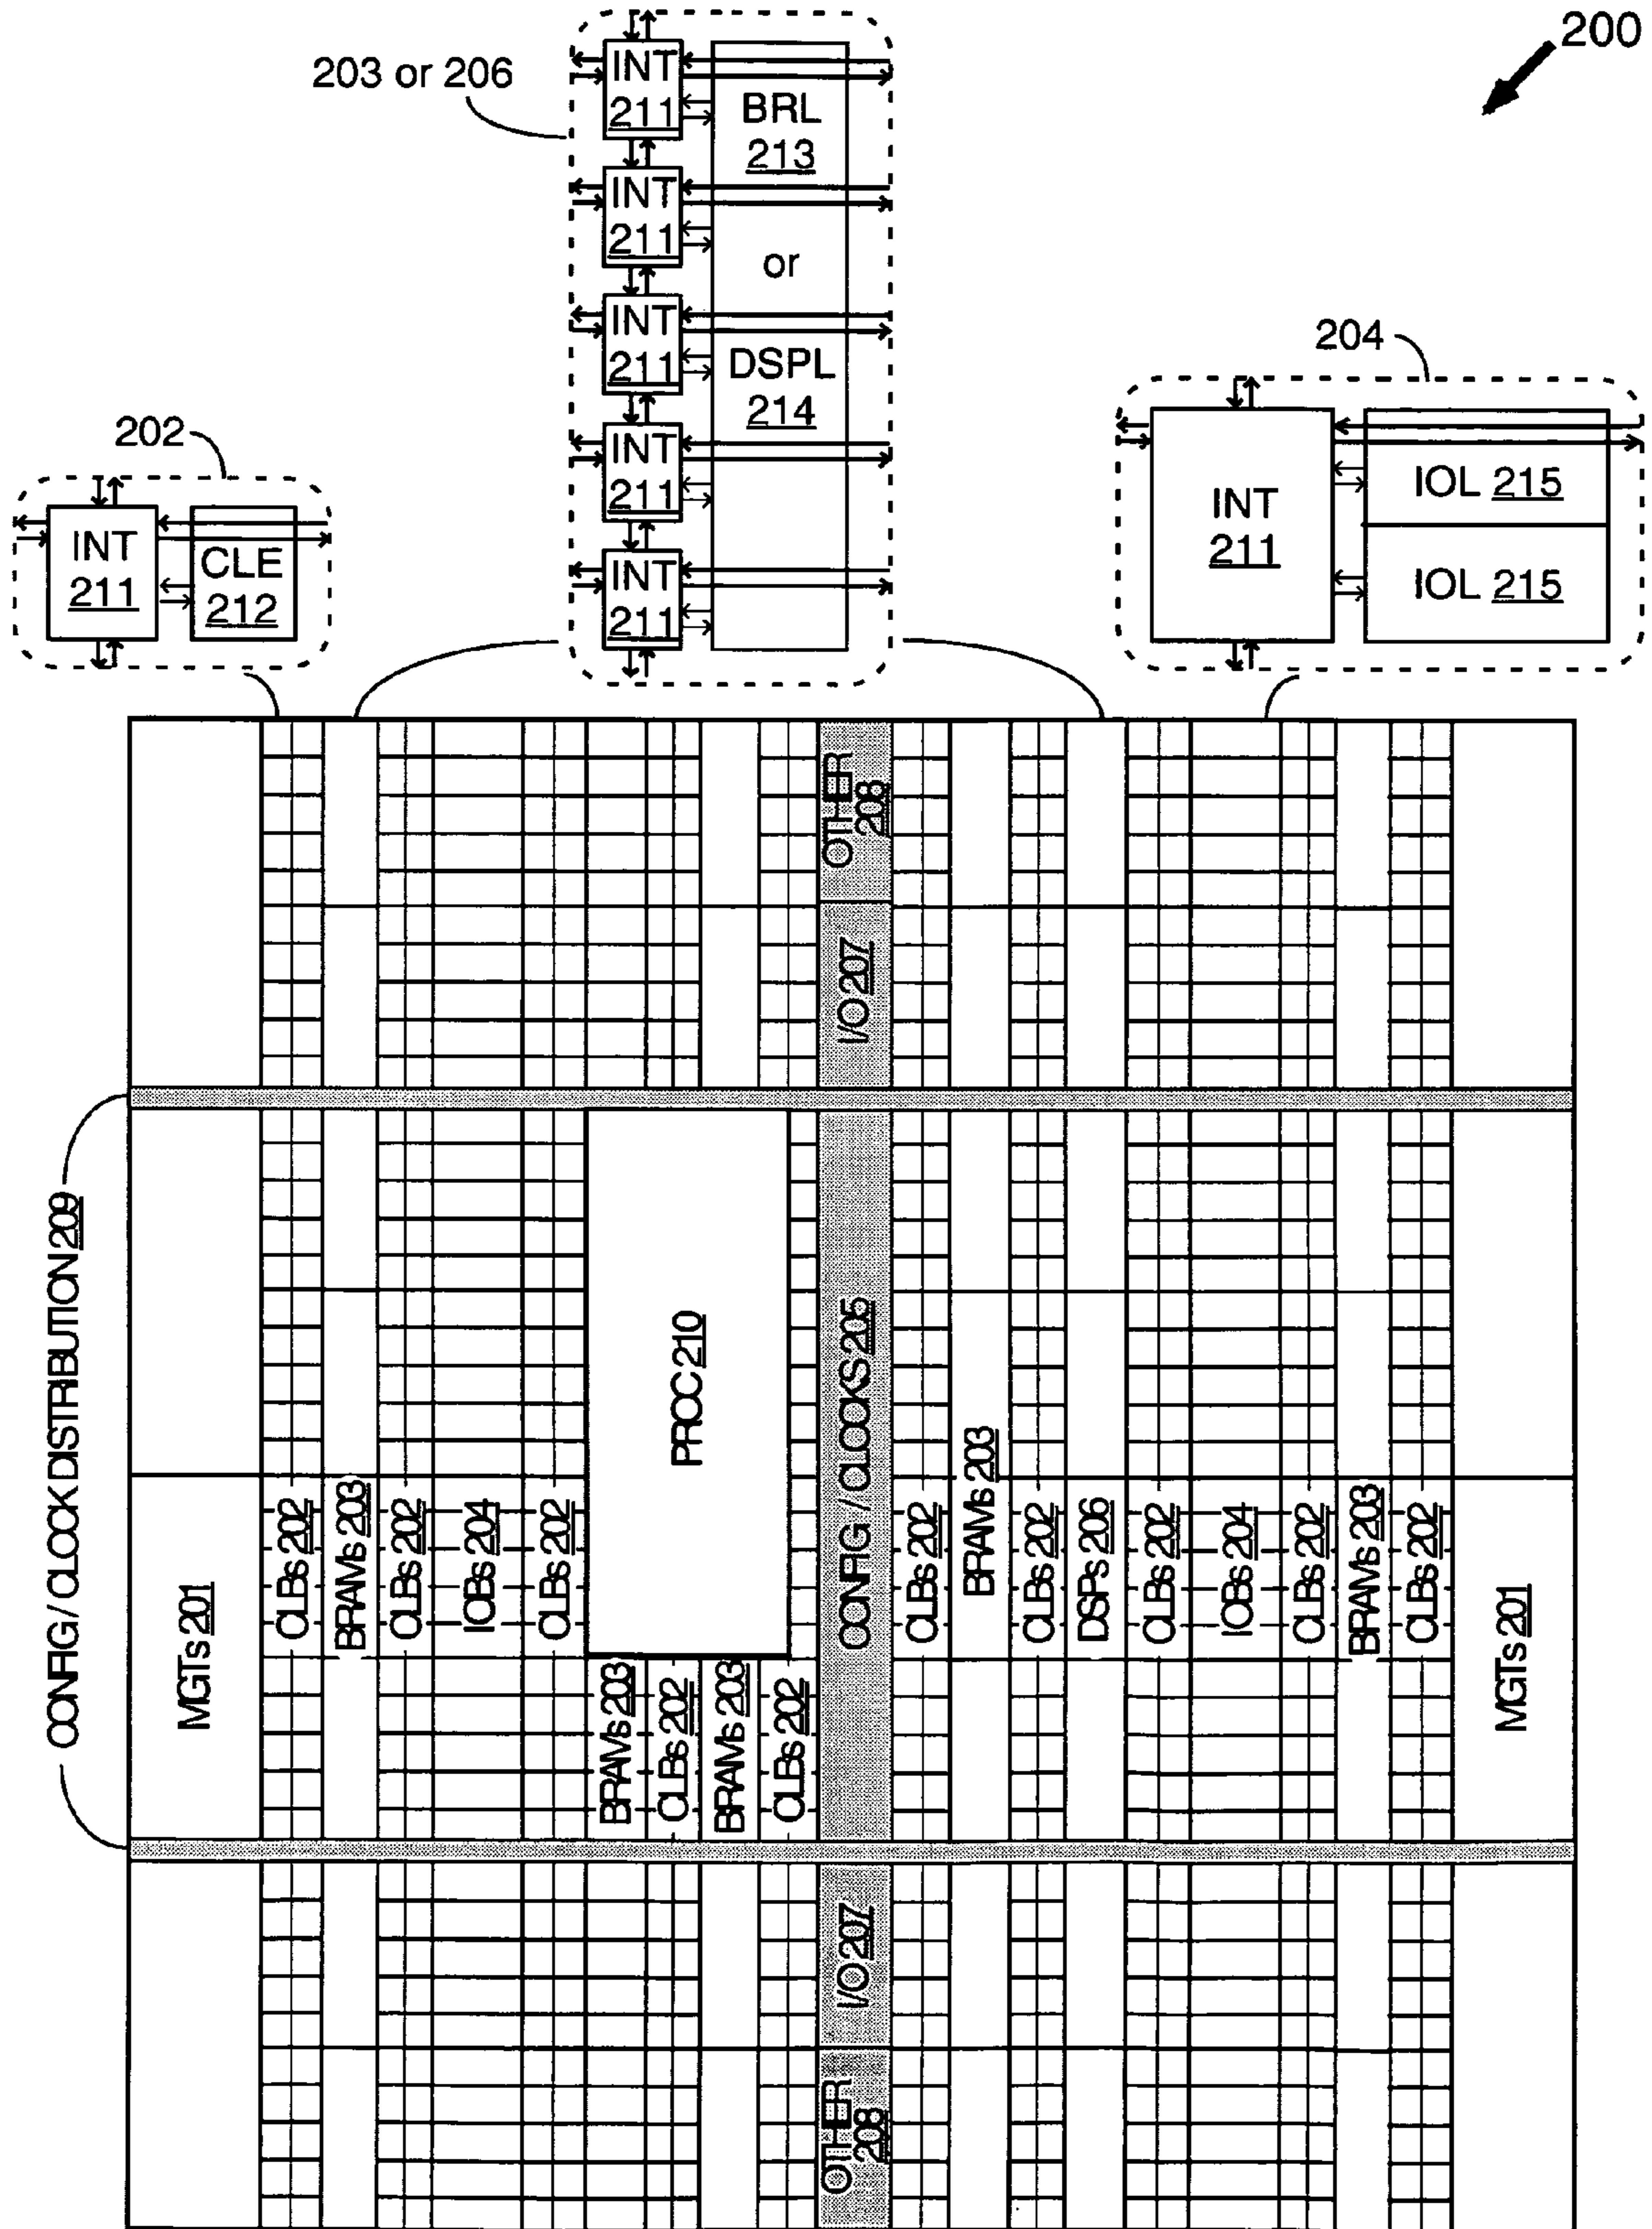 200
203 or 206
INT
211
BRL
213
INT
211
or
INT
211
DSPL
214
INT
211
INT
211
204
INT
211
IOL 215
IOL 215
202
INT
211
CLE
212
OTHER
208
I/O 207
CONFIG / CLOCK DISTRIBUTION 209
PROC 210
CONFIG / CLOCKS 205
MGTs 201
CLBs 202
BRAMs 203
CLBs 202
IOBs 204
CLBs 202
BRAMs 203
CLBs 202
BRAMs 203
CLBs 202
CLBs 202
BRAMs 203
CLBs 202
DSPs 206
CLBs 202
IOBs 204
CLBs 202
BRAMs 203
CLBs 202
MGTs 201
I/O 207
OTHER
208